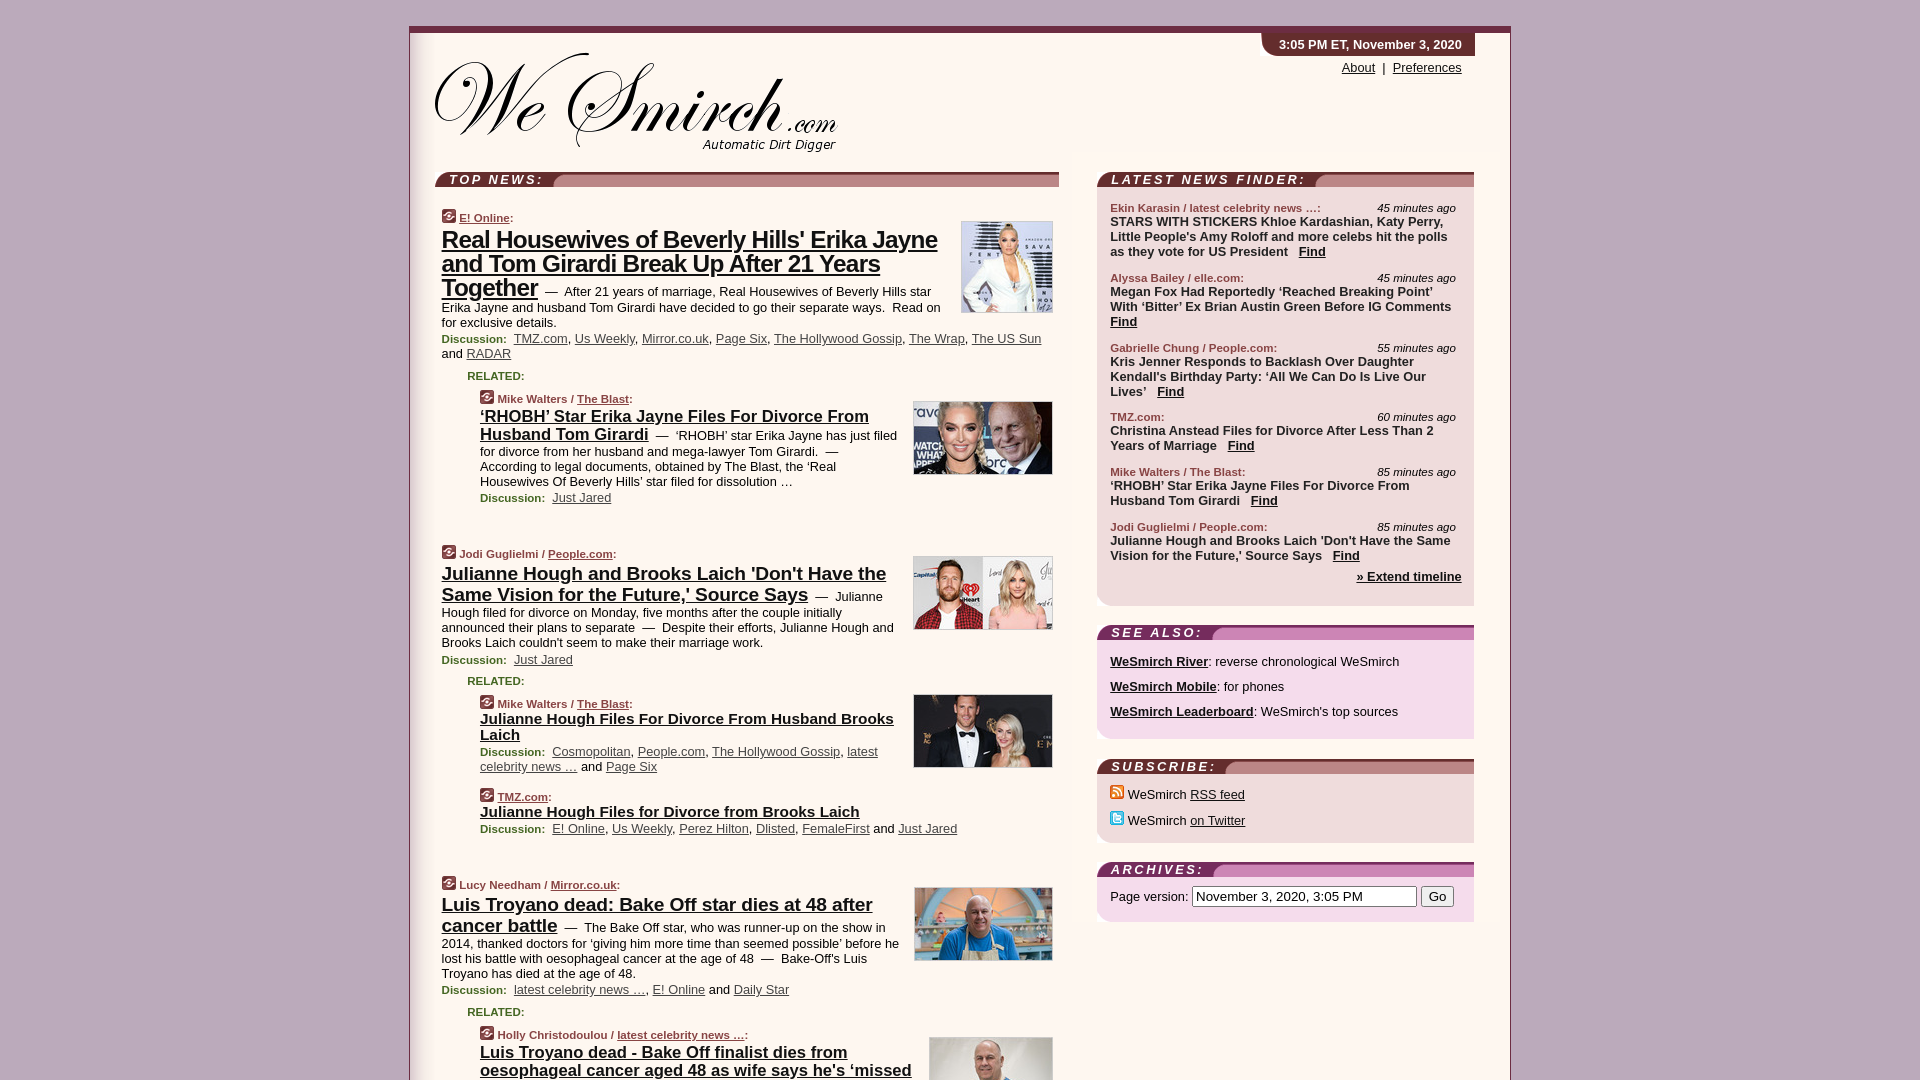 3:05 PM ET, November 3, 2020
About | Preferences
We Smirch .com
Automatic Dirt Digger
TOP NEWS:
E! Online:
Real Housewives of Beverly Hills' Erika Jayne
and Tom Girardi Break Up After 21 Years
Together — After 21 years of marriage, Real Housewives of Beverly Hills star
Erika Jayne and husband Tom Girardi have decided to go their separate ways. Read on
for exclusive details.
Discussion: TMZ.com, Us Weekly, Mirror.co.uk, Page Six, The Hollywood Gossip, The Wrap, The US Sun
and RADAR
RELATED:
Mike Walters / The Blast:
‘RHOBH’ Star Erika Jayne Files For Divorce From
Husband Tom Girardi — ‘RHOBH’ star Erika Jayne has just filed
for divorce from her husband and mega-lawyer Tom Girardi. —
According to legal documents, obtained by The Blast, the ‘Real
Housewives Of Beverly Hills’ star filed for dissolution …
Discussion: Just Jared
Jodi Guglielmi / People.com:
Julianne Hough and Brooks Laich 'Don't Have the
Same Vision for the Future,' Source Says — Julianne
Hough filed for divorce on Monday, five months after the couple initially
announced their plans to separate — Despite their efforts, Julianne Hough and
Brooks Laich couldn't seem to make their marriage work.
Discussion: Just Jared
RELATED:
Mike Walters / The Blast:
Julianne Hough Files For Divorce From Husband Brooks
Laich
Discussion: Cosmopolitan, People.com, The Hollywood Gossip, latest
celebrity news … and Page Six
TMZ.com:
Julianne Hough Files for Divorce from Brooks Laich
Discussion: E! Online, Us Weekly, Perez Hilton, Dlisted, FemaleFirst and Just Jared
Lucy Needham / Mirror.co.uk:
Luis Troyano dead: Bake Off star dies at 48 after
cancer battle — The Bake Off star, who was runner-up on the show in
2014, thanked doctors for ‘giving him more time than seemed possible’ before he
lost his battle with oesophageal cancer at the age of 48 — Bake-Off's Luis
Troyano has died at the age of 48.
Discussion: latest celebrity news …, E! Online and Daily Star
RELATED:
Holly Christodoulou / latest celebrity news …:
Luis Troyano dead - Bake Off finalist dies from
oesophageal cancer aged 48 as wife says he's ‘missed
LATEST NEWS FINDER:
Ekin Karasin / latest celebrity news …: 45 minutes ago
STARS WITH STICKERS Khloe Kardashian, Katy Perry,
Little People's Amy Roloff and more celebs hit the polls
as they vote for US President Find
Alyssa Bailey / elle.com: 45 minutes ago
Megan Fox Had Reportedly ‘Reached Breaking Point’
With ‘Bitter’ Ex Brian Austin Green Before IG Comments
Find
Gabrielle Chung / People.com: 55 minutes ago
Kris Jenner Responds to Backlash Over Daughter
Kendall's Birthday Party: ‘All We Can Do Is Live Our
Lives’ Find
TMZ.com: 60 minutes ago
Christina Anstead Files for Divorce After Less Than 2
Years of Marriage Find
Mike Walters / The Blast: 85 minutes ago
‘RHOBH’ Star Erika Jayne Files For Divorce From
Husband Tom Girardi Find
Jodi Guglielmi / People.com: 85 minutes ago
Julianne Hough and Brooks Laich 'Don't Have the Same
Vision for the Future,' Source Says Find
» Extend timeline
SEE ALSO:
WeSmirch River: reverse chronological WeSmirch
WeSmirch Mobile: for phones
WeSmirch Leaderboard: WeSmirch's top sources
SUBSCRIBE:
WeSmirch RSS feed
WeSmirch on Twitter
ARCHIVES:
Page version: November 3, 2020, 3:05 PM Go